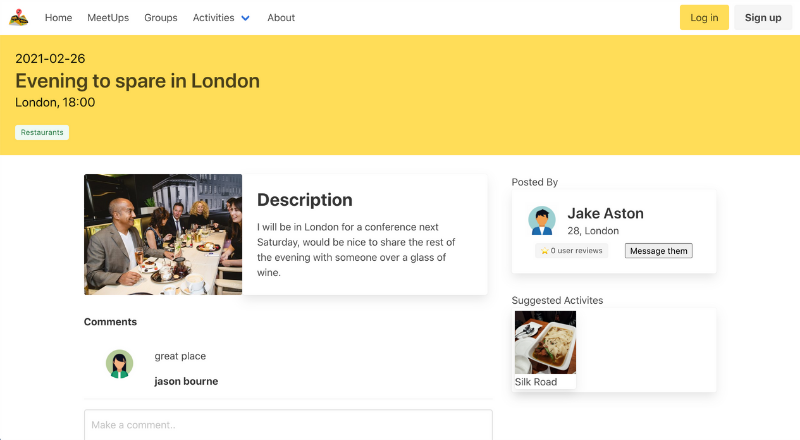 Home MeetUps Groups Activities About Log in Sign up
2021-02-26
Evening to spare in London
London, 18:00
Restaurants
Description
I will be in London for a conference next
Saturday, would be nice to share the rest of
the evening with someone over a glass of
wine.
Comments
great place
jason bourne
Make a comment..
Posted By
Jake Aston
28, London
0 user reviews Message them
Suggested Activites
Silk Road